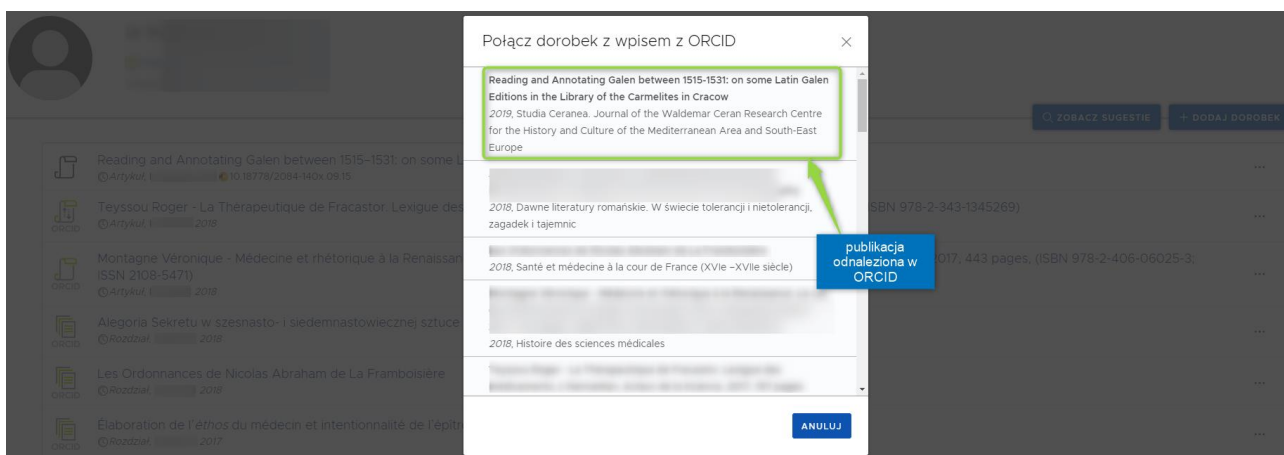 Połącz dorobek z wpisem z ORCID
Reading and Annotating Galen between 1515-1531: on some Latin Galen
Editions in the Library of the Carmelites in Cracow
2019, Studia Ceranea. Journal of the Waldemar Ceran Research Centre
for the History and Culture of the Mediterranean Area and South-East
Europe
2018, Dawne literatury romańskie. W świecie tolerancji i nietolerancji,
zagadek i tajemnic
2018, Santé et médecine à la cour de France (XVIe –XVIIe siècle)
2018, Histoire des sciences médicales
ANULUJ
publikacja
odnaleziona w
ORCID
ZOBACZ SUGESTIE
+ DODAJ DOROBEK
Reading and Annotating Galen between 1515–1531: on some L
Artykuł, 10.18778/2084-140x.09.15
Teyssou Roger - La Thérapeutique de Fracastor. Lexique des
ISBN 978-2-343-1345269)
ORCID
Artykuł, 2018
Montagne Véronique - Médecine et rhétorique à la Renaissan
2017, 443 pages, (ISBN 978-2-406-06025-3,
(ISSN 2108-5471)
ORCID
Artykuł, 2018
Alegoria Sekretu w szesnasto- i siedemnastowiecznej sztuce
ORCID
Rozdział, 2018
Les Ordonnances de Nicolas Abraham de La Framboisière
ORCID
Rozdział, 2018
Élaboration de l'éthos du médecin et intentionnalité de l'épîtr
ORCID
Rozdział, 2017